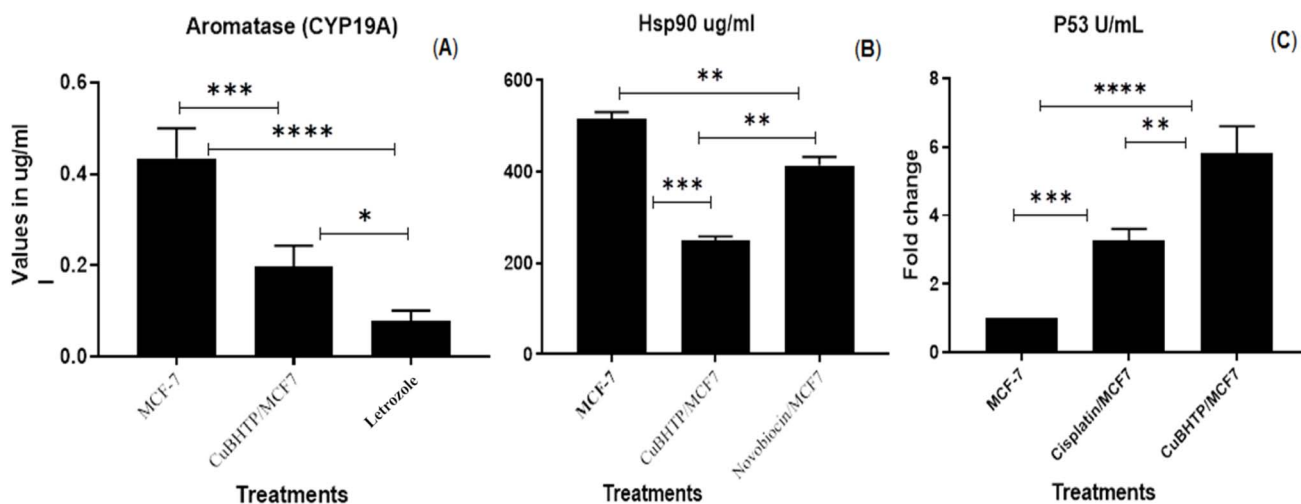 Aromatase (CYP19A)
(A)
Values in ug/ml
0.6
0.4
0.2
0.0
***
****
*
MCF-7
CuBHTP/MCF7
Letrozole
Treatments
Hsp90 ug/ml
(B)
600
400
200
0
**
**
***
MCF-7
CuBHTP/MCF7
Novobiocin/MCF7
Treatments
P53 U/mL
(C)
Fold change
8
6
4
2
0
****
**
***
MCF-7
Cisplatin/MCF7
CuBHTP/MCF7
Treatments